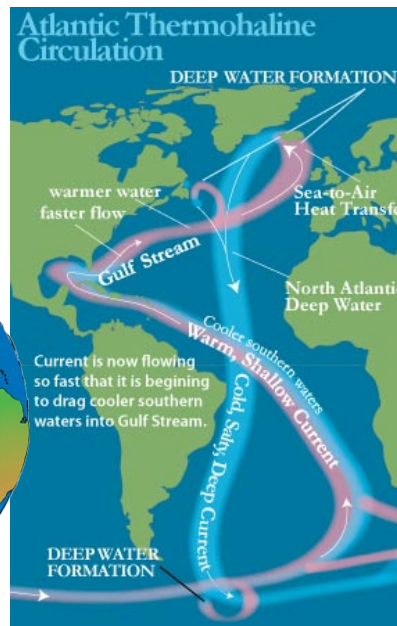 Atlantic Thermohaline
Circulation
DEEP WATER FORMATION
warmer water
faster flow
Sea-to-Air
Heat Transfe
Gulf Stream
North Atlantic
Deep Water
Cooler southern waters
Warm, Shallow Current
Current is now flowing
so fast that it is begining
to drag cooler southern
waters into Gulf Stream.
Cold, Salty, Deep Current
DEEP WATER
FORMATION